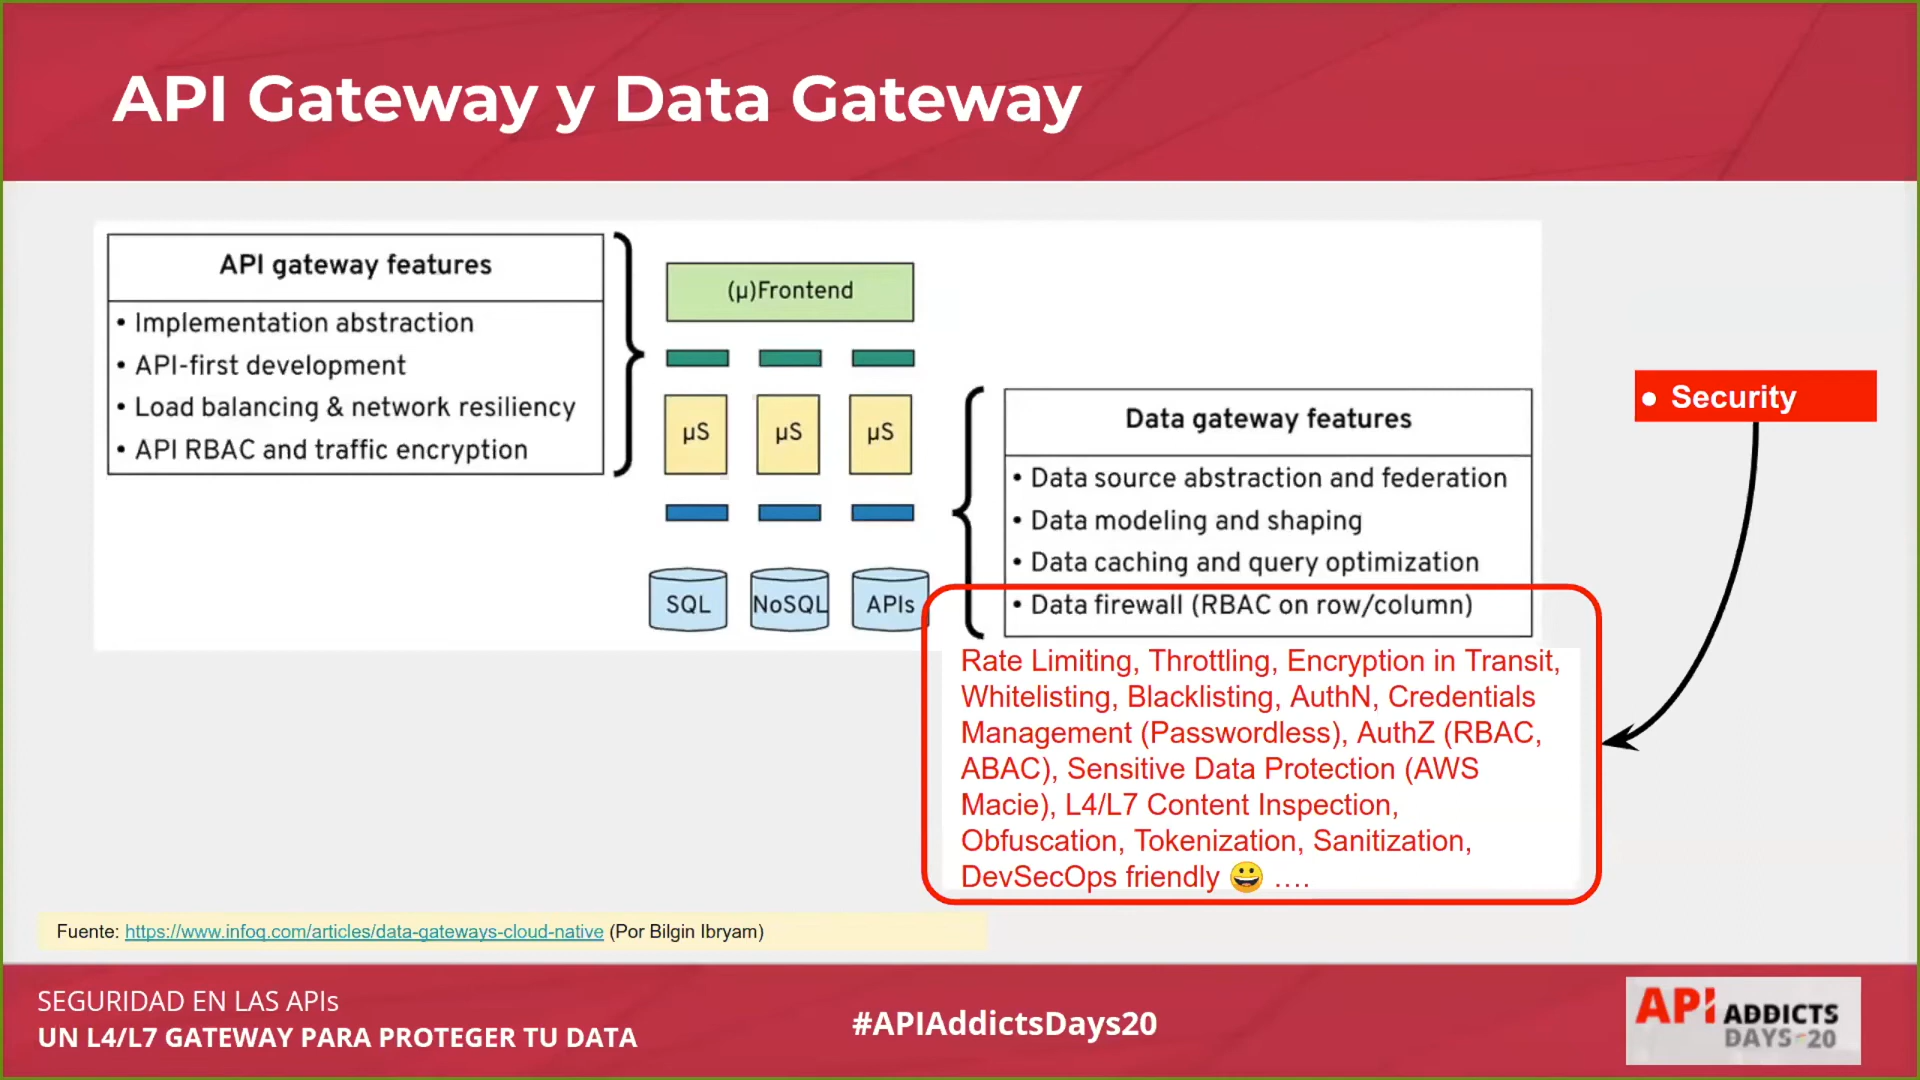 API Gateway y Data Gateway
API gateway features
• Implementation abstraction
• API-first development
• Load balancing & network resiliency
• API RBAC and traffic encryption
(μ)Frontend
μS μS μS
SQL NoSQL APIs
Data gateway features
• Data source abstraction and federation
• Data modeling and shaping
• Data caching and query optimization
• Data firewall (RBAC on row/column)
● Security
Rate Limiting, Throttling, Encryption in Transit,
Whitelisting, Blacklisting, AuthN, Credentials
Management (Passwordless), AuthZ (RBAC,
ABAC), Sensitive Data Protection (AWS
Macie), L4/L7 Content Inspection,
Obfuscation, Tokenization, Sanitization,
DevSecOps friendly 😀 ....
Fuente: https://www.infoq.com/articles/data-gateways-cloud-native (Por Bilgin Ibryam)
SEGURIDAD EN LAS APIs
UN L4/L7 GATEWAY PARA PROTEGER TU DATA
#APIAddictsDays20
API ADDICTS
DAYS-20